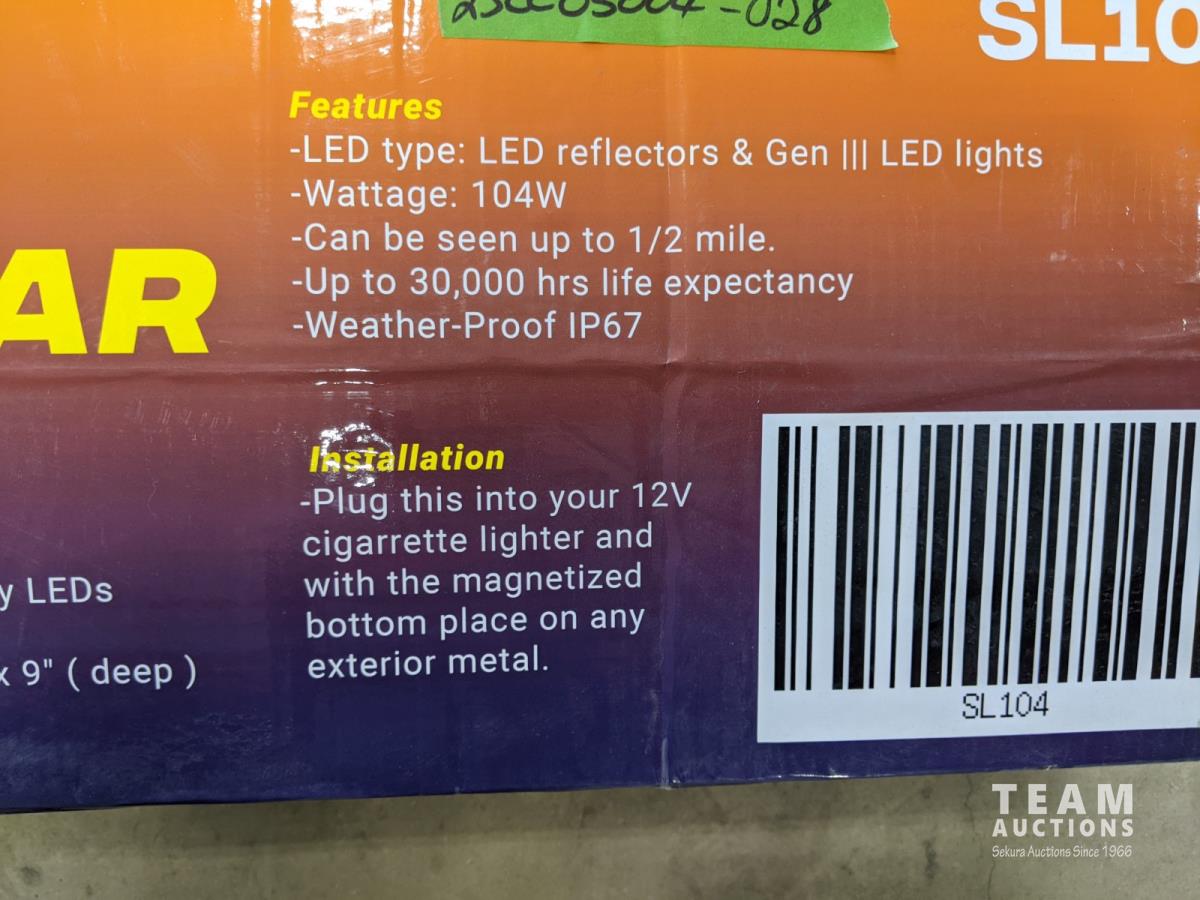 -028
SL10
Features
-LED type: LED reflectors & Gen ||| LED lights
-Wattage: 104W
-Can be seen up to 1/2 mile.
-Up to 30,000 hrs life expectancy
-Weather-Proof IP67
AR
Installation
-Plug this into your 12V
cigarrette lighter and
with the magnetized
bottom place on any
exterior metal.
y LEDs
x 9" ( deep )
SL104
TEAM
AUCTIONS
Sekura Auctions Since 1966